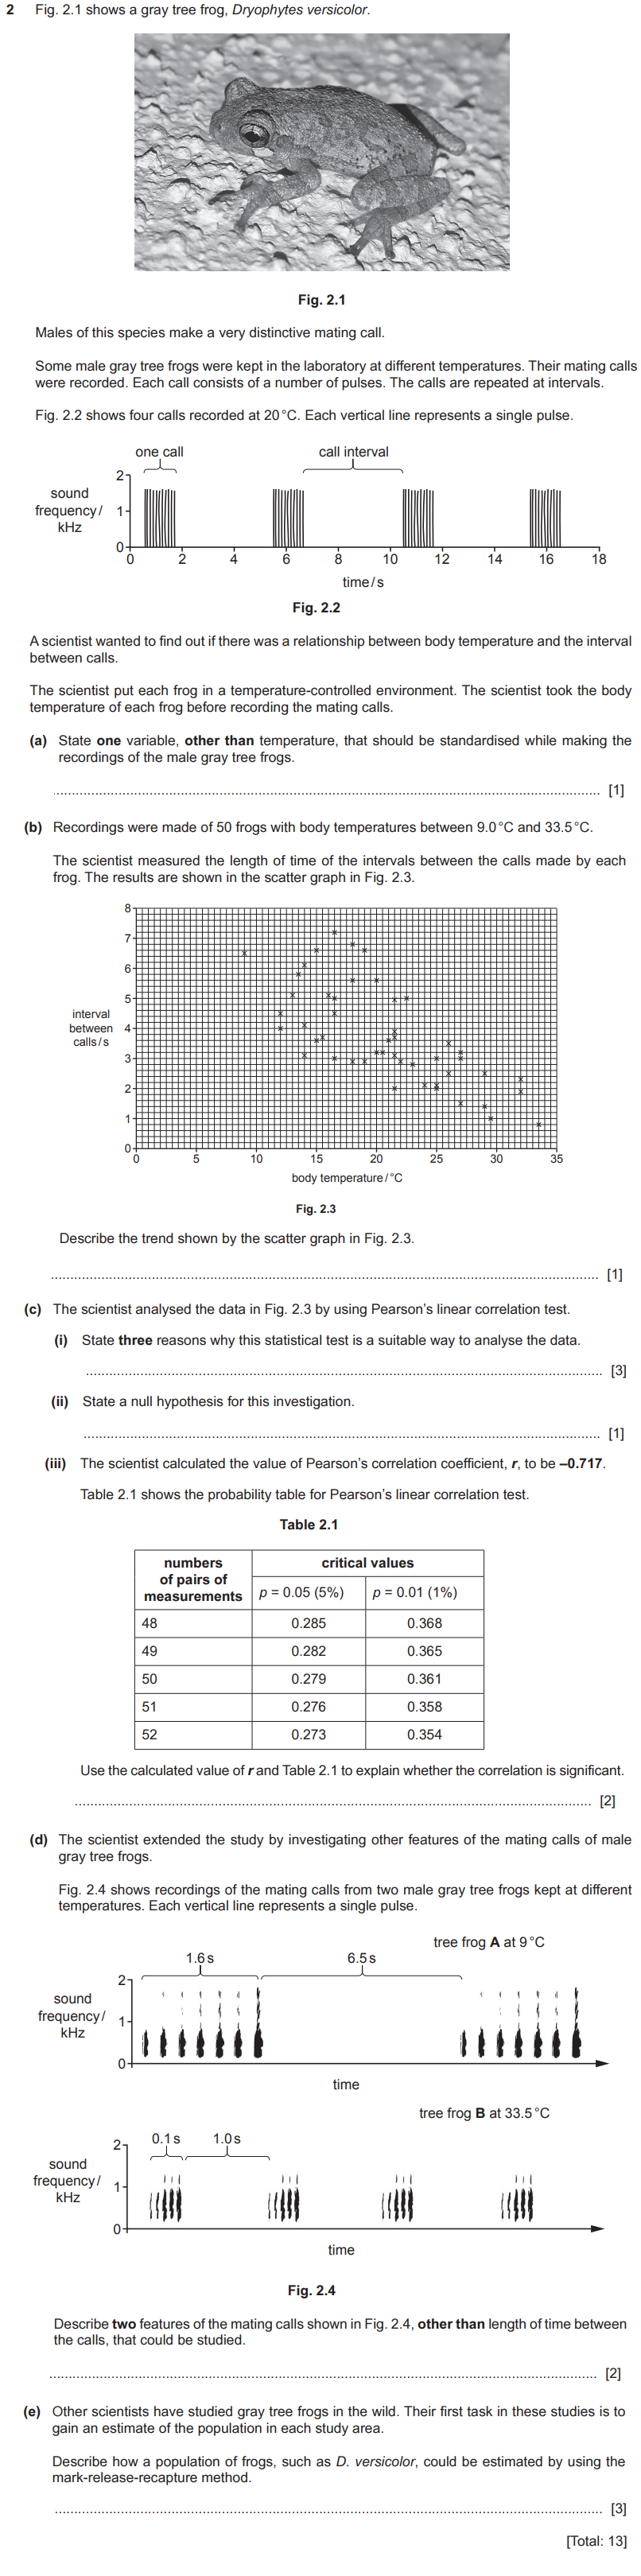 2 Fig. 2.1 shows a gray tree frog, Dryophytes versicolor.
Fig. 2.1
Males of this species make a very distinctive mating call.
Some male gray tree frogs were kept in the laboratory at different temperatures. Their mating calls
were recorded. Each call consists of a number of pulses. The calls are repeated at intervals.
Fig. 2.2 shows four calls recorded at 20 °C. Each vertical line represents a single pulse.
one call
call interval
sound
frequency /
kHz
2
1
0
0 2 4 6 8 10 12 14 16 18
time / s
Fig. 2.2
A scientist wanted to find out if there was a relationship between body temperature and the interval
between calls.
The scientist put each frog in a temperature-controlled environment. The scientist took the body
temperature of each frog before recording the mating calls.
(a) State one variable, other than temperature, that should be standardised while making the
recordings of the male gray tree frogs.
[1]
(b) Recordings were made of 50 frogs with body temperatures between 9.0 °C and 33.5 °C.
The scientist measured the length of time of the intervals between the calls made by each
frog. The results are shown in the scatter graph in Fig. 2.3.
8
7
6
5
4
3
2
1
0
interval
between
calls / s
0 5 10 15 20 25 30 35
body temperature / °C
Fig. 2.3
Describe the trend shown by the scatter graph in Fig. 2.3.
[1]
(c) The scientist analysed the data in Fig. 2.3 by using Pearson's linear correlation test.
(i) State three reasons why this statistical test is a suitable way to analyse the data.
[3]
(ii) State a null hypothesis for this investigation.
[1]
(iii) The scientist calculated the value of Pearson's correlation coefficient, r, to be –0.717.
Table 2.1 shows the probability table for Pearson's linear correlation test.
Table 2.1
numbers
of pairs of
measurements
critical values
p = 0.05 (5%) p = 0.01 (1%)
48 0.285 0.368
49 0.282 0.365
50 0.279 0.361
51 0.276 0.358
52 0.273 0.354
Use the calculated value of r and Table 2.1 to explain whether the correlation is significant.
[2]
(d) The scientist extended the study by investigating other features of the mating calls of male
gray tree frogs.
Fig. 2.4 shows recordings of the mating calls from two male gray tree frogs kept at different
temperatures. Each vertical line represents a single pulse.
tree frog A at 9 °C
1.6 s
6.5 s
sound
frequency /
kHz
2
1
0
time
tree frog B at 33.5 °C
0.1 s
1.0 s
sound
frequency /
kHz
2
1
0
time
Fig. 2.4
Describe two features of the mating calls shown in Fig. 2.4, other than length of time between
the calls, that could be studied.
[2]
(e) Other scientists have studied gray tree frogs in the wild. Their first task in these studies is to
gain an estimate of the population in each study area.
Describe how a population of frogs, such as D. versicolor, could be estimated by using the
mark-release-recapture method.
[3]
[Total: 13]